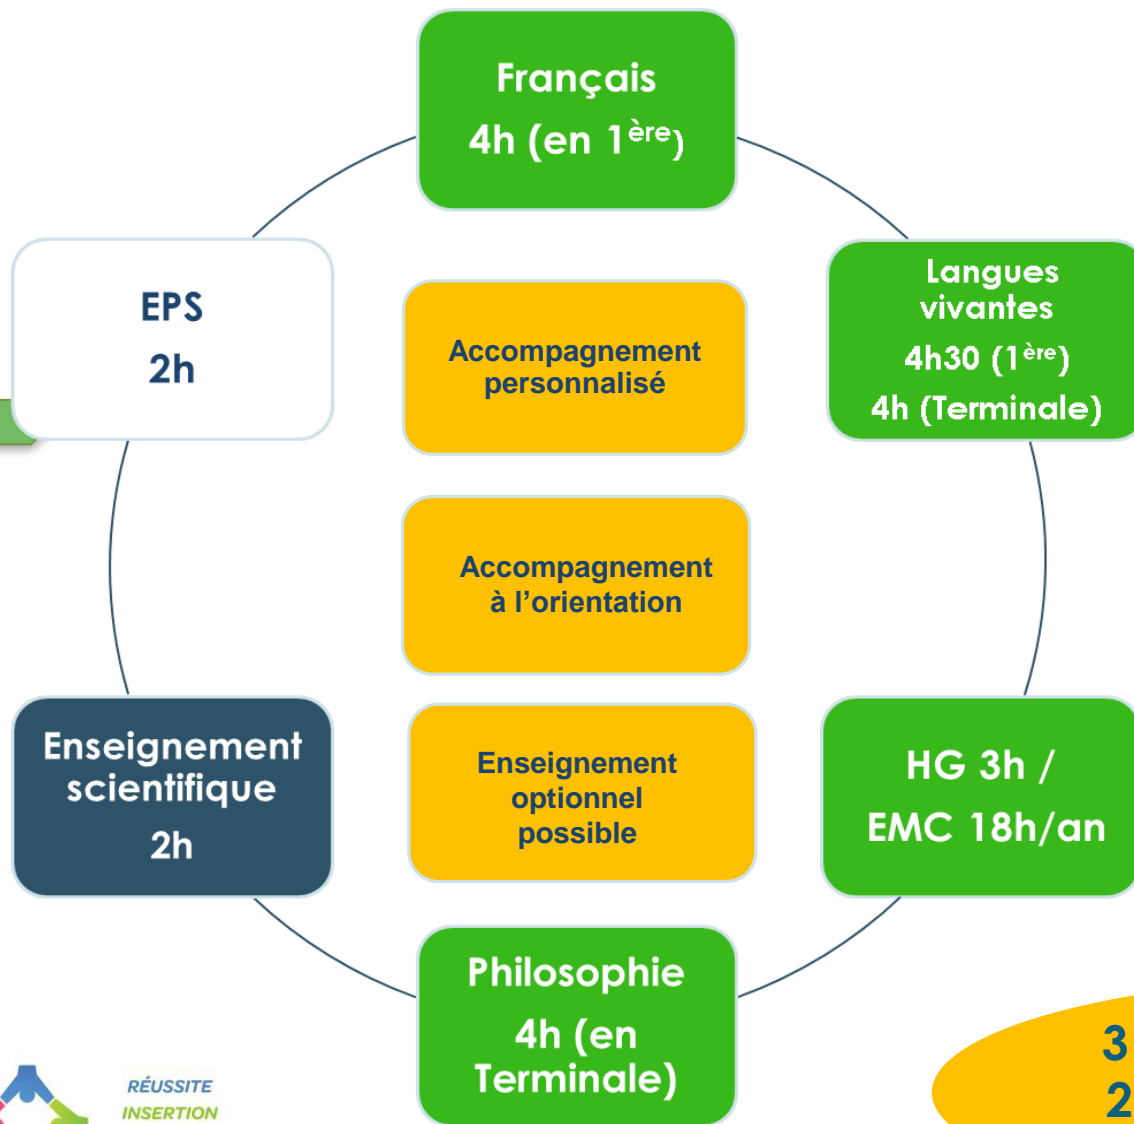 Français
4h (en 1ère)
EPS
2h
Langues
vivantes
4h30 (1ère)
4h (Terminale)
Accompagnement
personnalisé
Accompagnement
à l’orientation
Enseignement
scientifique
2h
Enseignement
optionnel
possible
HG 3h /
EMC 18h/an
Philosophie
4h (en
Terminale)
RÉUSSITE
INSERTION
3
2